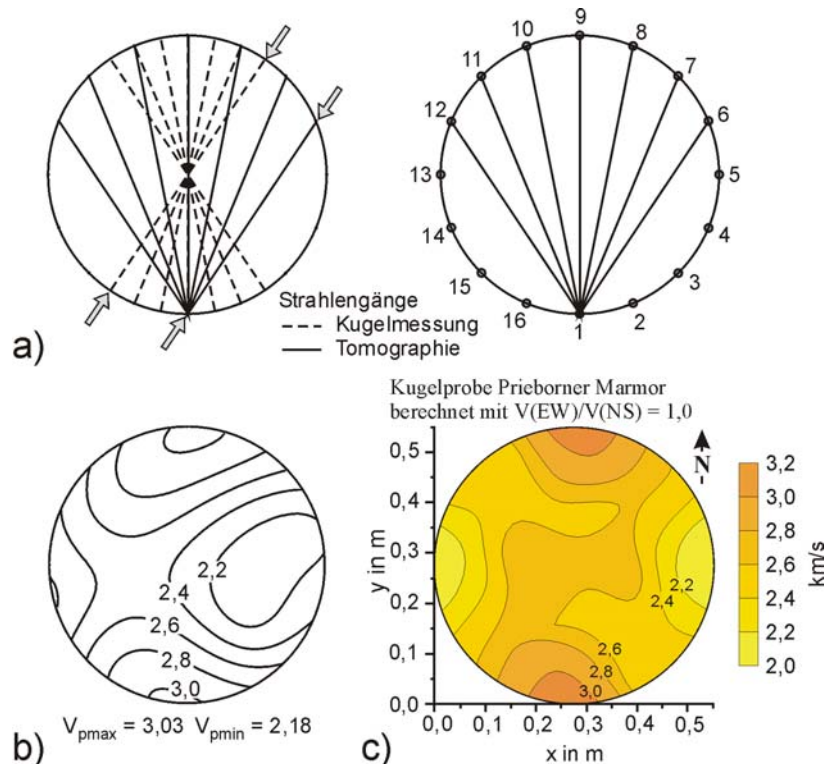 a)
Strahlengänge
Kugelmessung
Tomographie
9
10
8
11
7
12
6
13
5
14
4
15
3
16
1
2
b)
2,2
2,4
2,6
2,8
3,0
Vpmax = 3,03 Vpmin = 2,18
c)
Kugelprobe Prieborner Marmor
berechnet mit V(EW)/V(NS) = 1,0
N
y in m
0,5
0,4
0,3
0,2
0,1
0,0
0,0 0,1 0,2 0,3 0,4 0,5
x in m
2,2
2,4
2,6
2,8
3,0
3,2
3,0
2,8
2,6
2,4
2,2
2,0
km/s